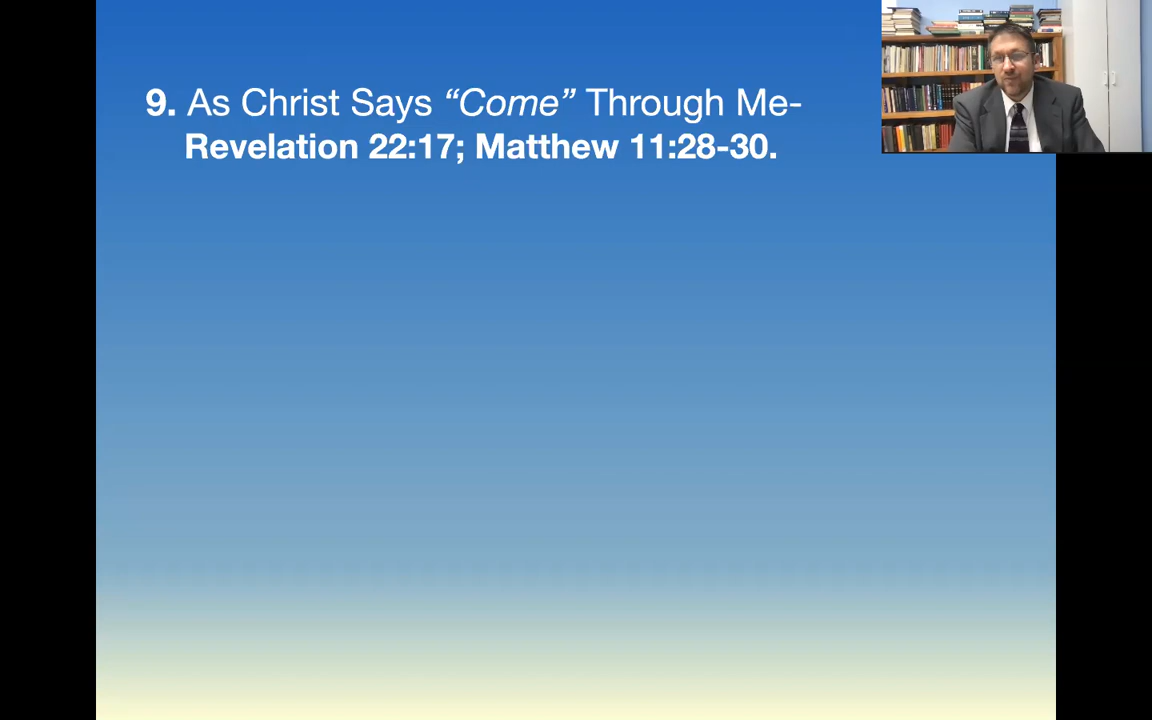 9. As Christ Says “Come” Through Me-
Revelation 22:17; Matthew 11:28-30.